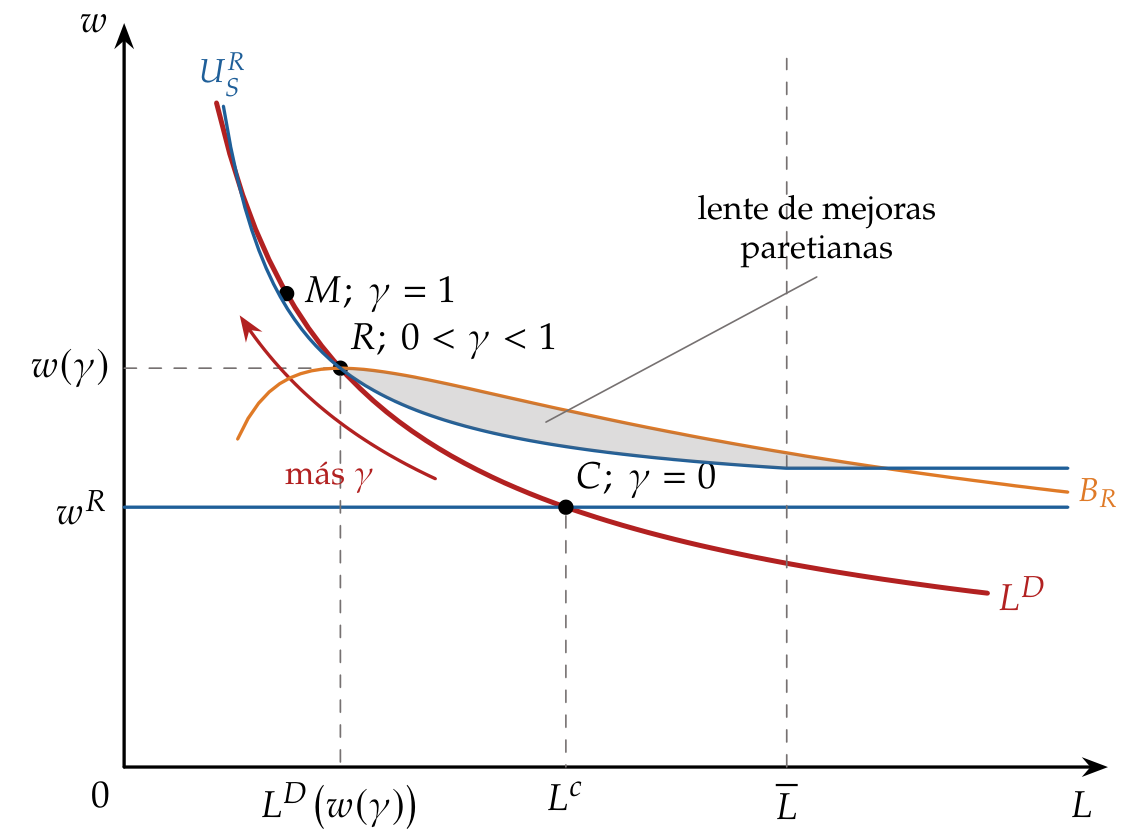 w
U_S^R
lente de mejoras
paretianas
M; γ = 1
R; 0 < γ < 1
w(γ)
más γ
C; γ = 0
B_R
w^R
L^D
0
L^D (w(γ))
L^c
L̅
L